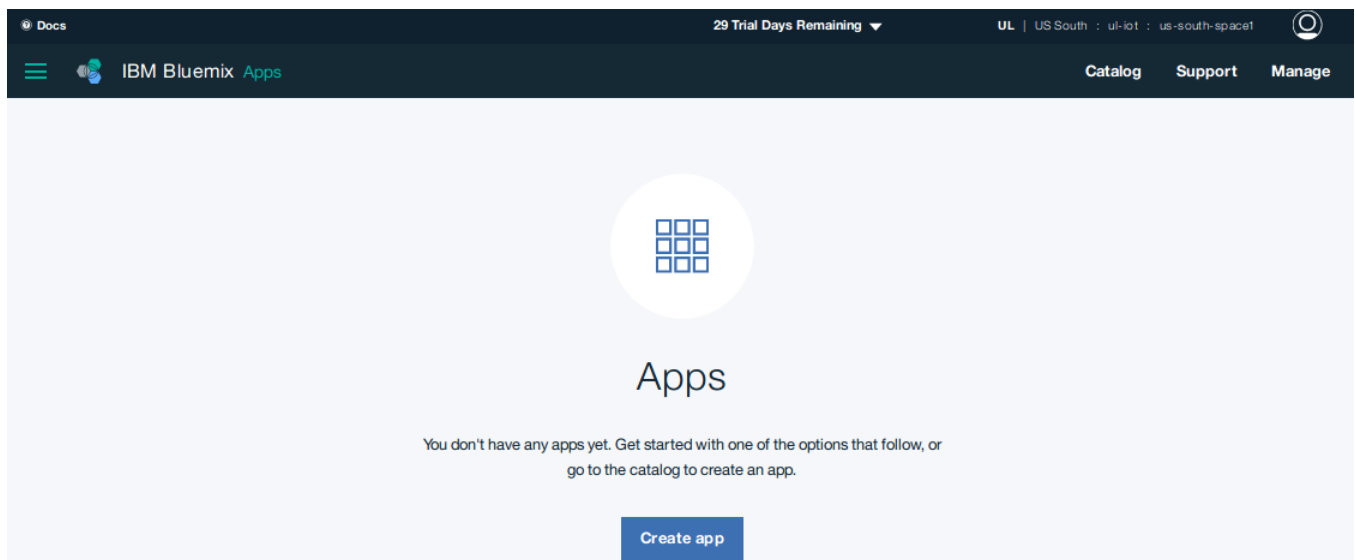 Docs
29 Trial Days Remaining
UL | US South : ul-iot : us-south-space1
IBM Bluemix Apps
Catalog Support Manage
Apps
You don't have any apps yet. Get started with one of the options that follow, or
go to the catalog to create an app.
Create app